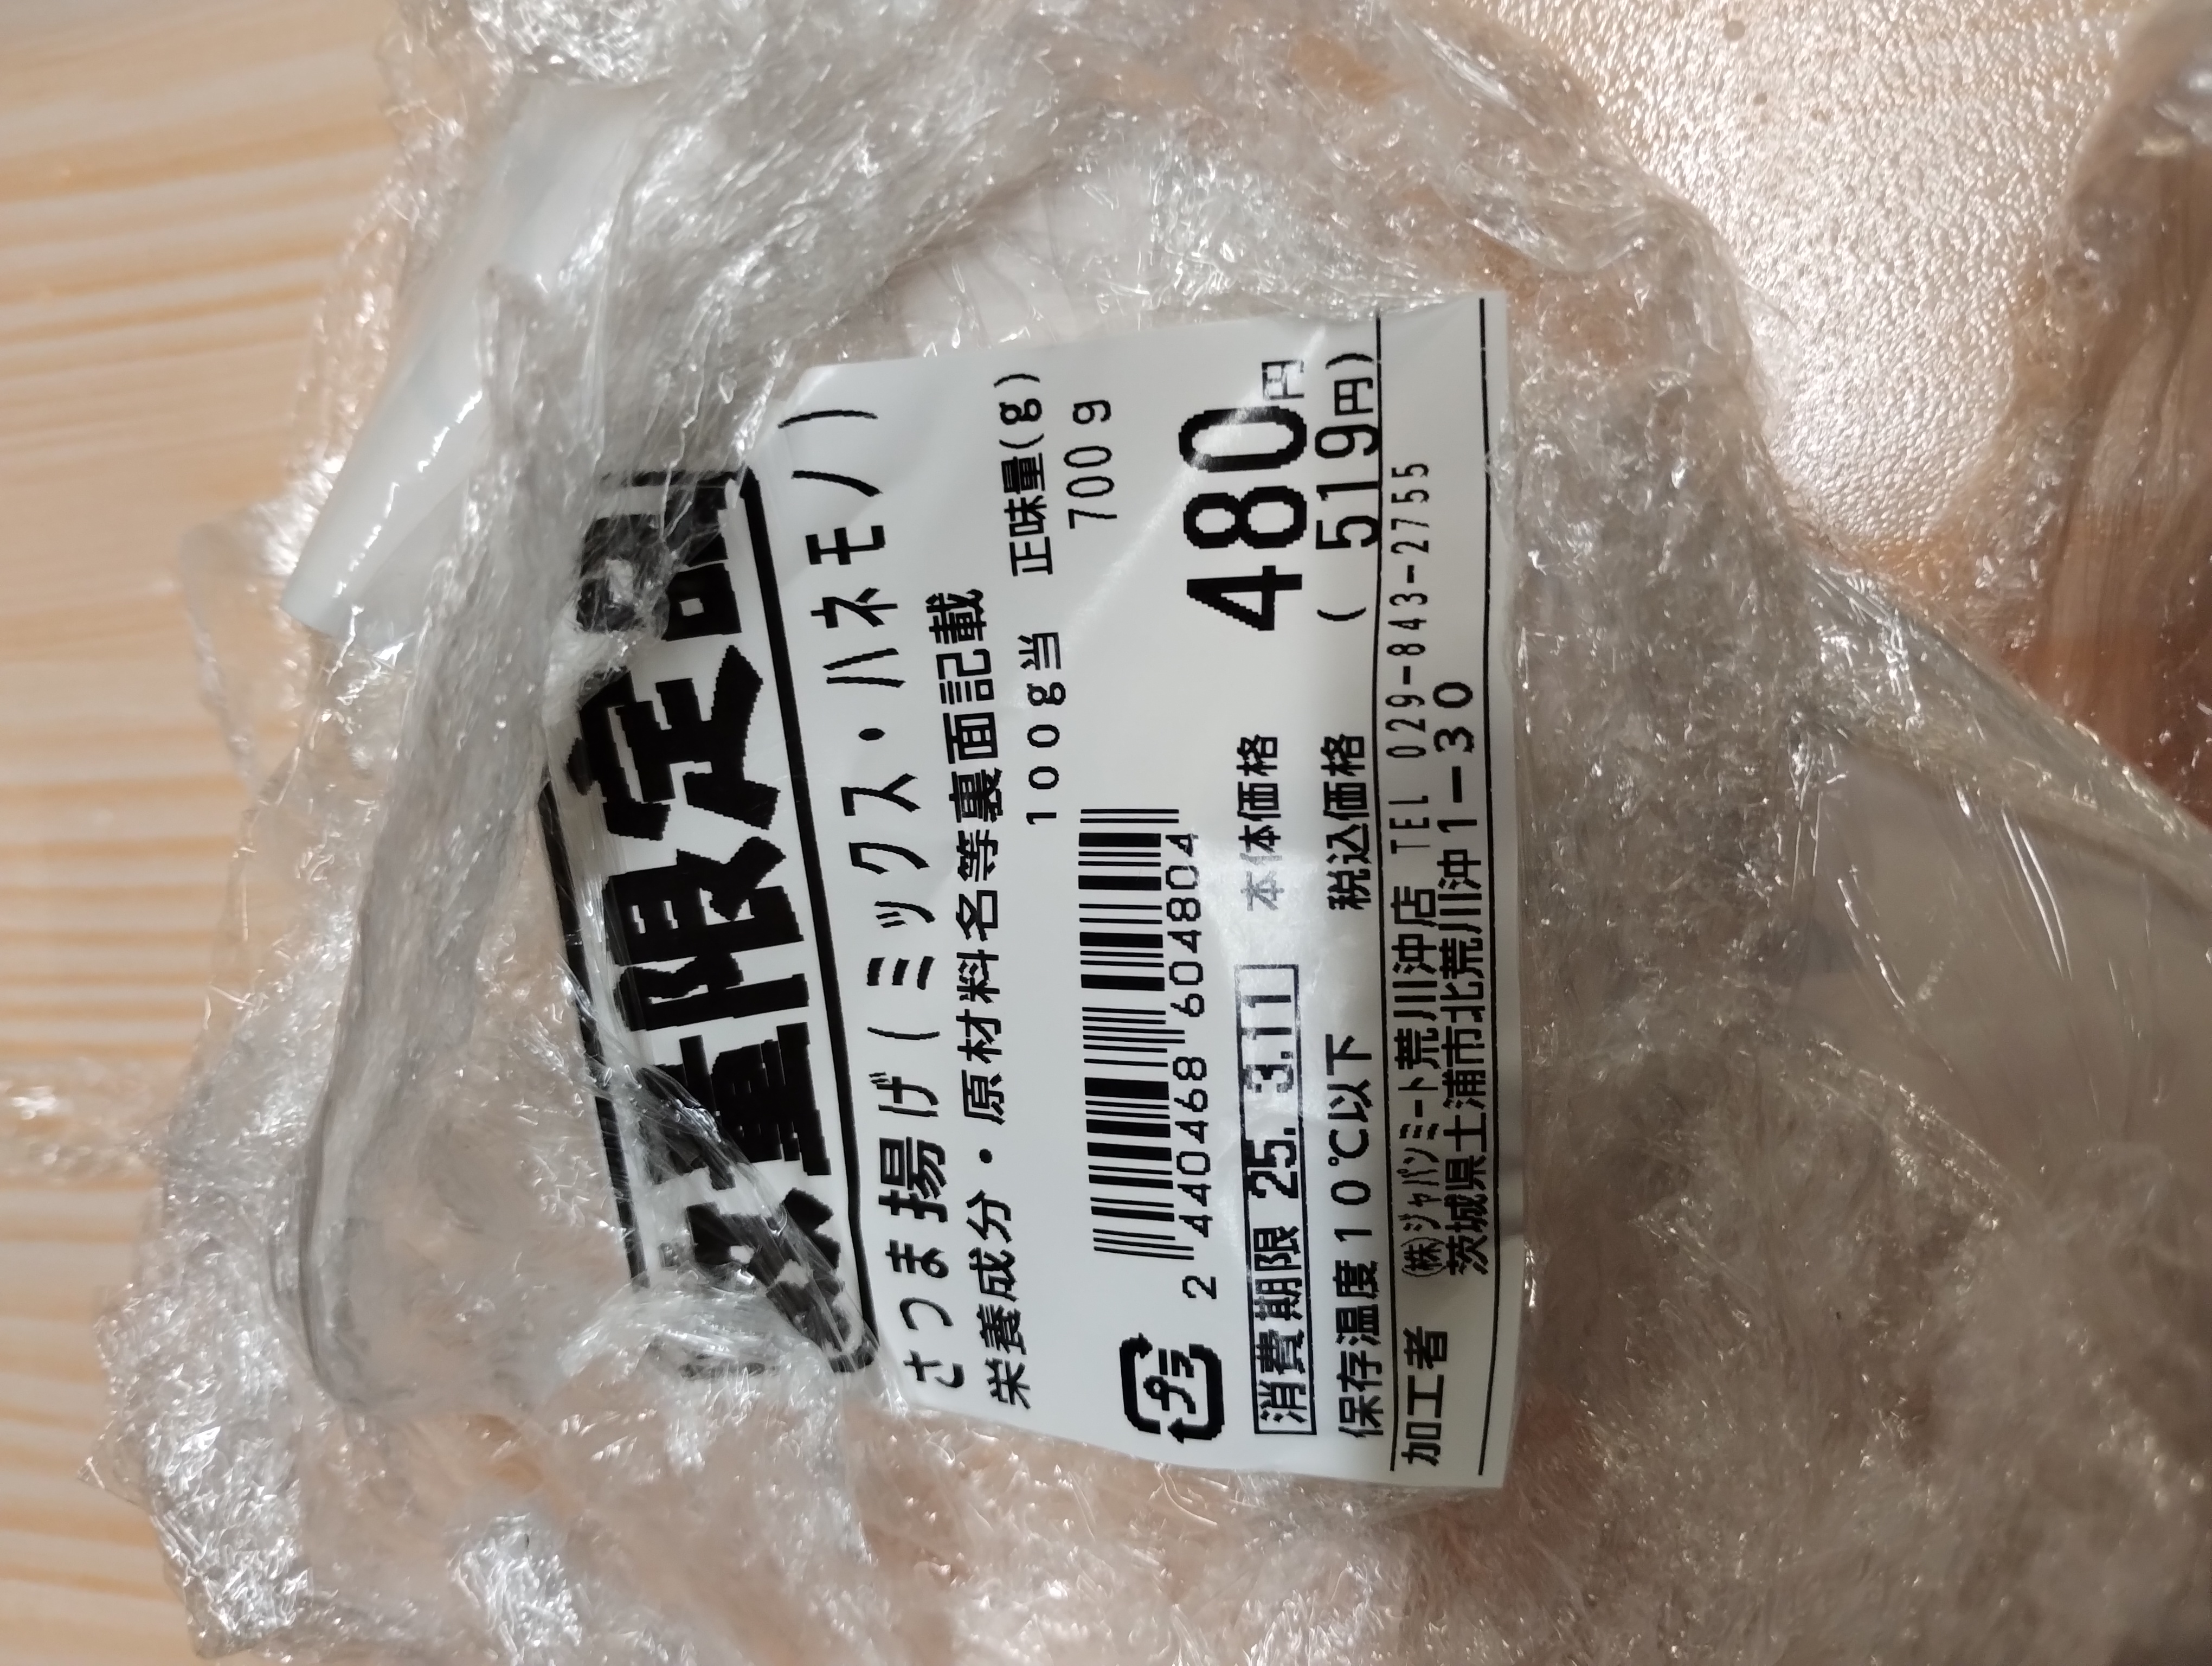 数量限定品
さつま揚げ(ミックス・ハネモノ)
栄養成分・原材料名等裏面記載
100g当 正味量(g)
700g
プラ
2 440468 604804
消費期限 25. 3.11 本体価格 480円
保存温度10℃以下 税込価格 ( 519円)
加工者 ㈱ジャパンミート荒川沖店 TEL 029-843-2755
茨城県土浦市北荒川沖1-30